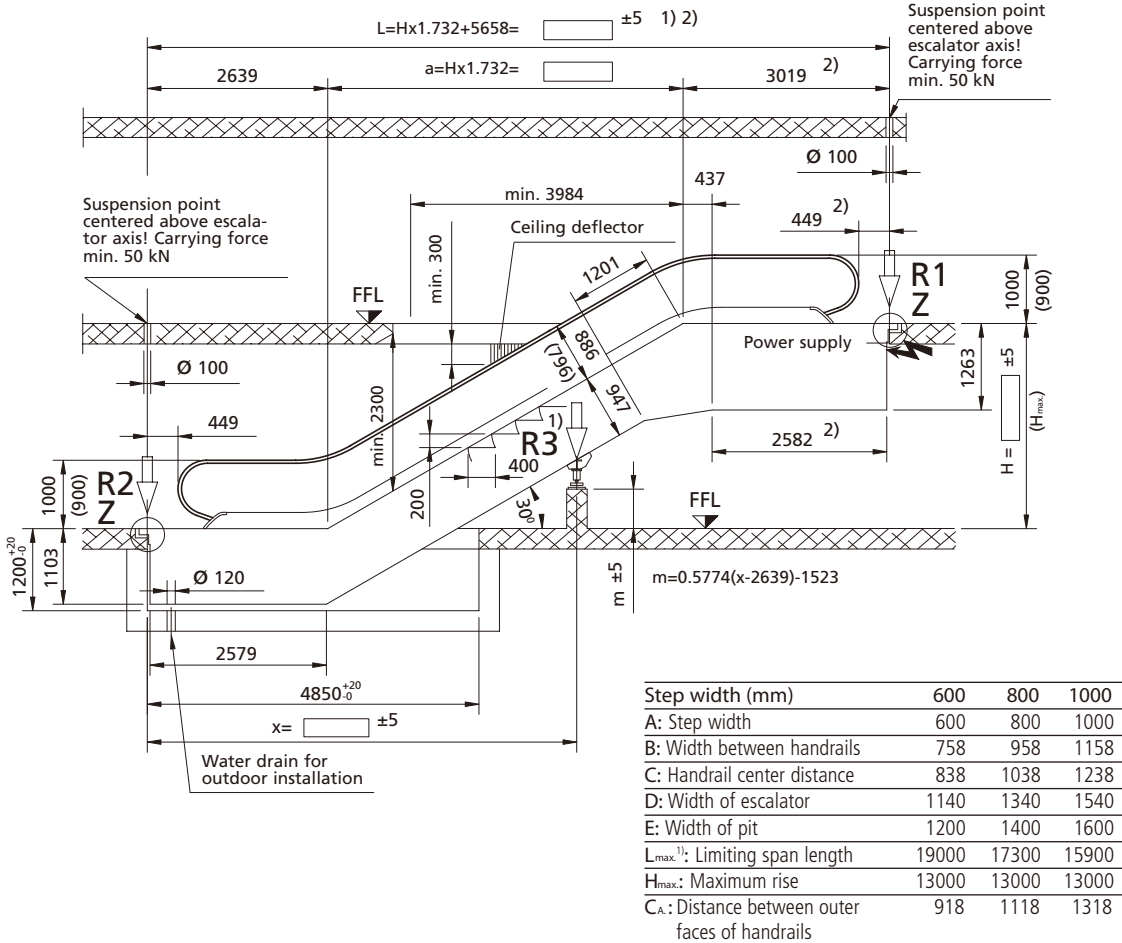 L=Hx1.732+5658= ±5 1) 2)
Suspension point
centered above
escalator axis!
Carrying force
min. 50 kN
2639
a=Hx1.732=
3019 2)
Ø 100
min. 3984
437
Suspension point
centered above escala-
tor axis! Carrying force
min. 50 kN
449 2)
Ceiling deflector
min. 300
1201
R1
Z
1000
(900)
FFL
886
(796)
Power supply
Ø 100
1263
H = ±5
(Hmax.)
947
min. 2300
449
R3 1)
2582 2)
400
200
R2
Z
1000
(900)
30°
FFL
1200 +20 -0
1103
Ø 120
m ±5
m=0.5774(x-2639)-1523
2579
4850 +20 -0
x= ±5
Water drain for
outdoor installation
Step width (mm) 600 800 1000
A: Step width 600 800 1000
B: Width between handrails 758 958 1158
C: Handrail center distance 838 1038 1238
D: Width of escalator 1140 1340 1540
E: Width of pit 1200 1400 1600
Lmax.1): Limiting span length 19000 17300 15900
Hmax.: Maximum rise 13000 13000 13000
CA.: Distance between outer 918 1118 1318
faces of handrails